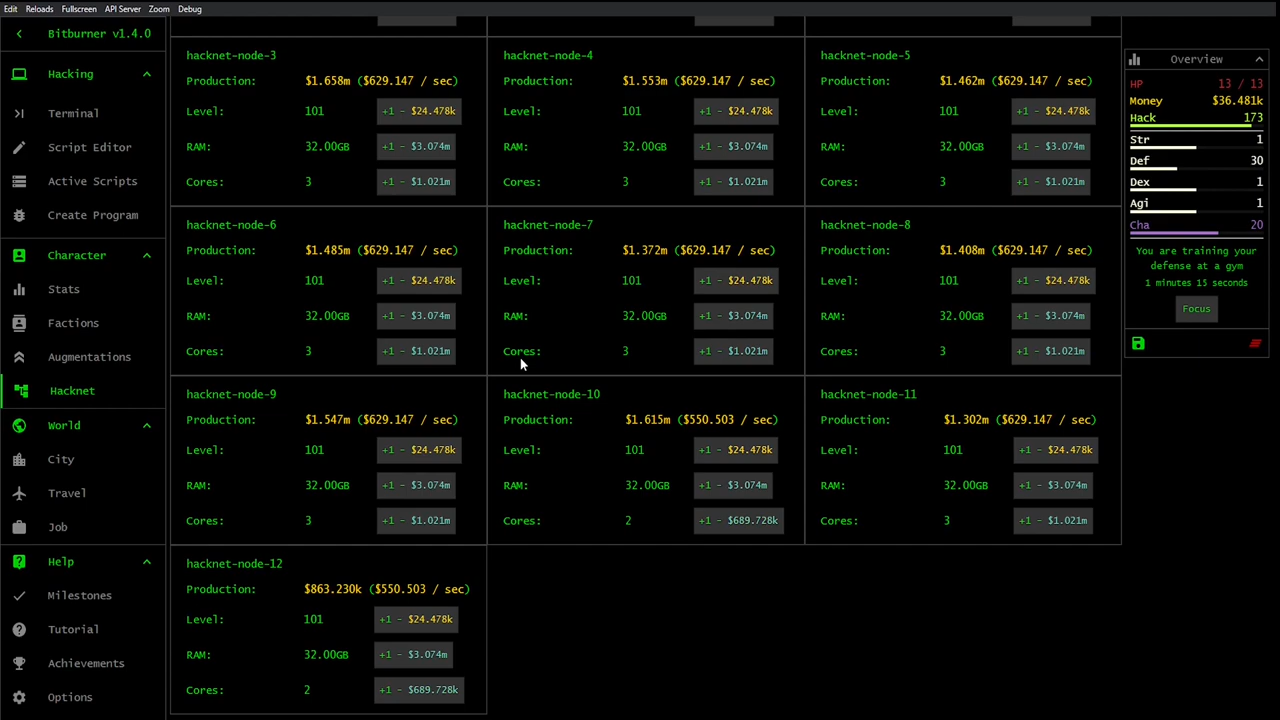 Edit Reloads Fullscreen API Server Zoom Debug
Bitburner v1.4.0
Hacking
Terminal
Script Editor
Active Scripts
Create Program
Character
Stats
Factions
Augmentations
Hacknet
World
City
Travel
Job
Help
Milestones
Tutorial
Achievements
Options
hacknet-node-3
Production: $1.658m ($629.147 / sec)
Level: 101 +1 - $24.478k
RAM: 32.00GB +1 - $3.074m
Cores: 3 +1 - $1.021m
hacknet-node-4
Production: $1.553m ($629.147 / sec)
Level: 101 +1 - $24.478k
RAM: 32.00GB +1 - $3.074m
Cores: 3 +1 - $1.021m
hacknet-node-5
Production: $1.462m ($629.147 / sec)
Level: 101 +1 - $24.478k
RAM: 32.00GB +1 - $3.074m
Cores: 3 +1 - $1.021m
hacknet-node-6
Production: $1.485m ($629.147 / sec)
Level: 101 +1 - $24.478k
RAM: 32.00GB +1 - $3.074m
Cores: 3 +1 - $1.021m
hacknet-node-7
Production: $1.372m ($629.147 / sec)
Level: 101 +1 - $24.478k
RAM: 32.00GB +1 - $3.074m
Cores: 3 +1 - $1.021m
hacknet-node-8
Production: $1.408m ($629.147 / sec)
Level: 101 +1 - $24.478k
RAM: 32.00GB +1 - $3.074m
Cores: 3 +1 - $1.021m
hacknet-node-9
Production: $1.547m ($629.147 / sec)
Level: 101 +1 - $24.478k
RAM: 32.00GB +1 - $3.074m
Cores: 3 +1 - $1.021m
hacknet-node-10
Production: $1.615m ($550.503 / sec)
Level: 101 +1 - $24.478k
RAM: 32.00GB +1 - $3.074m
Cores: 2 +1 - $689.728k
hacknet-node-11
Production: $1.302m ($629.147 / sec)
Level: 101 +1 - $24.478k
RAM: 32.00GB +1 - $3.074m
Cores: 3 +1 - $1.021m
hacknet-node-12
Production: $863.230k ($550.503 / sec)
Level: 101 +1 - $24.478k
RAM: 32.00GB +1 - $3.074m
Cores: 2 +1 - $689.728k
Overview
HP 13 / 13
Money $36.481k
Hack 173
Str 1
Def 30
Dex 1
Agi 1
Cha 20
You are training your
defense at a gym
1 minutes 15 seconds
Focus